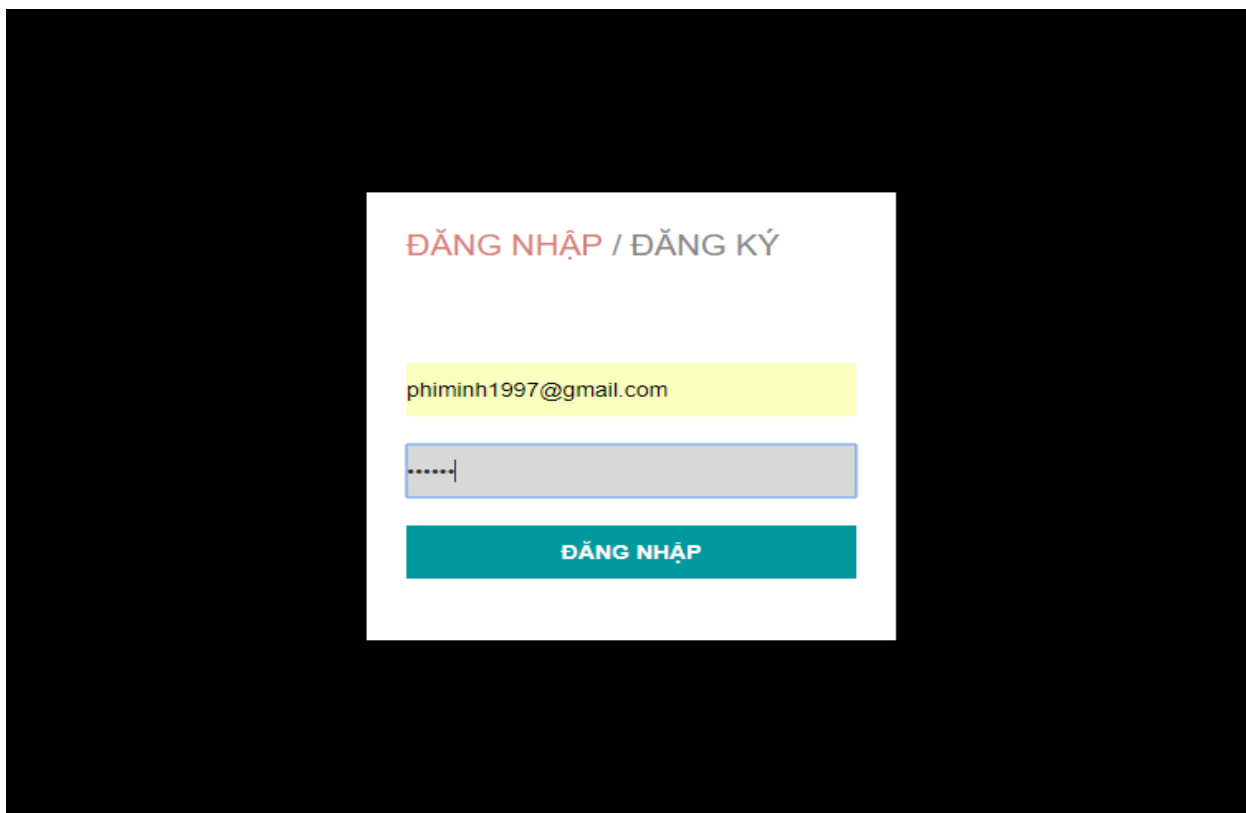 ĐĂNG NHẬP / ĐĂNG KÝ
phiminh1997@gmail.com
••••••
ĐĂNG NHẬP